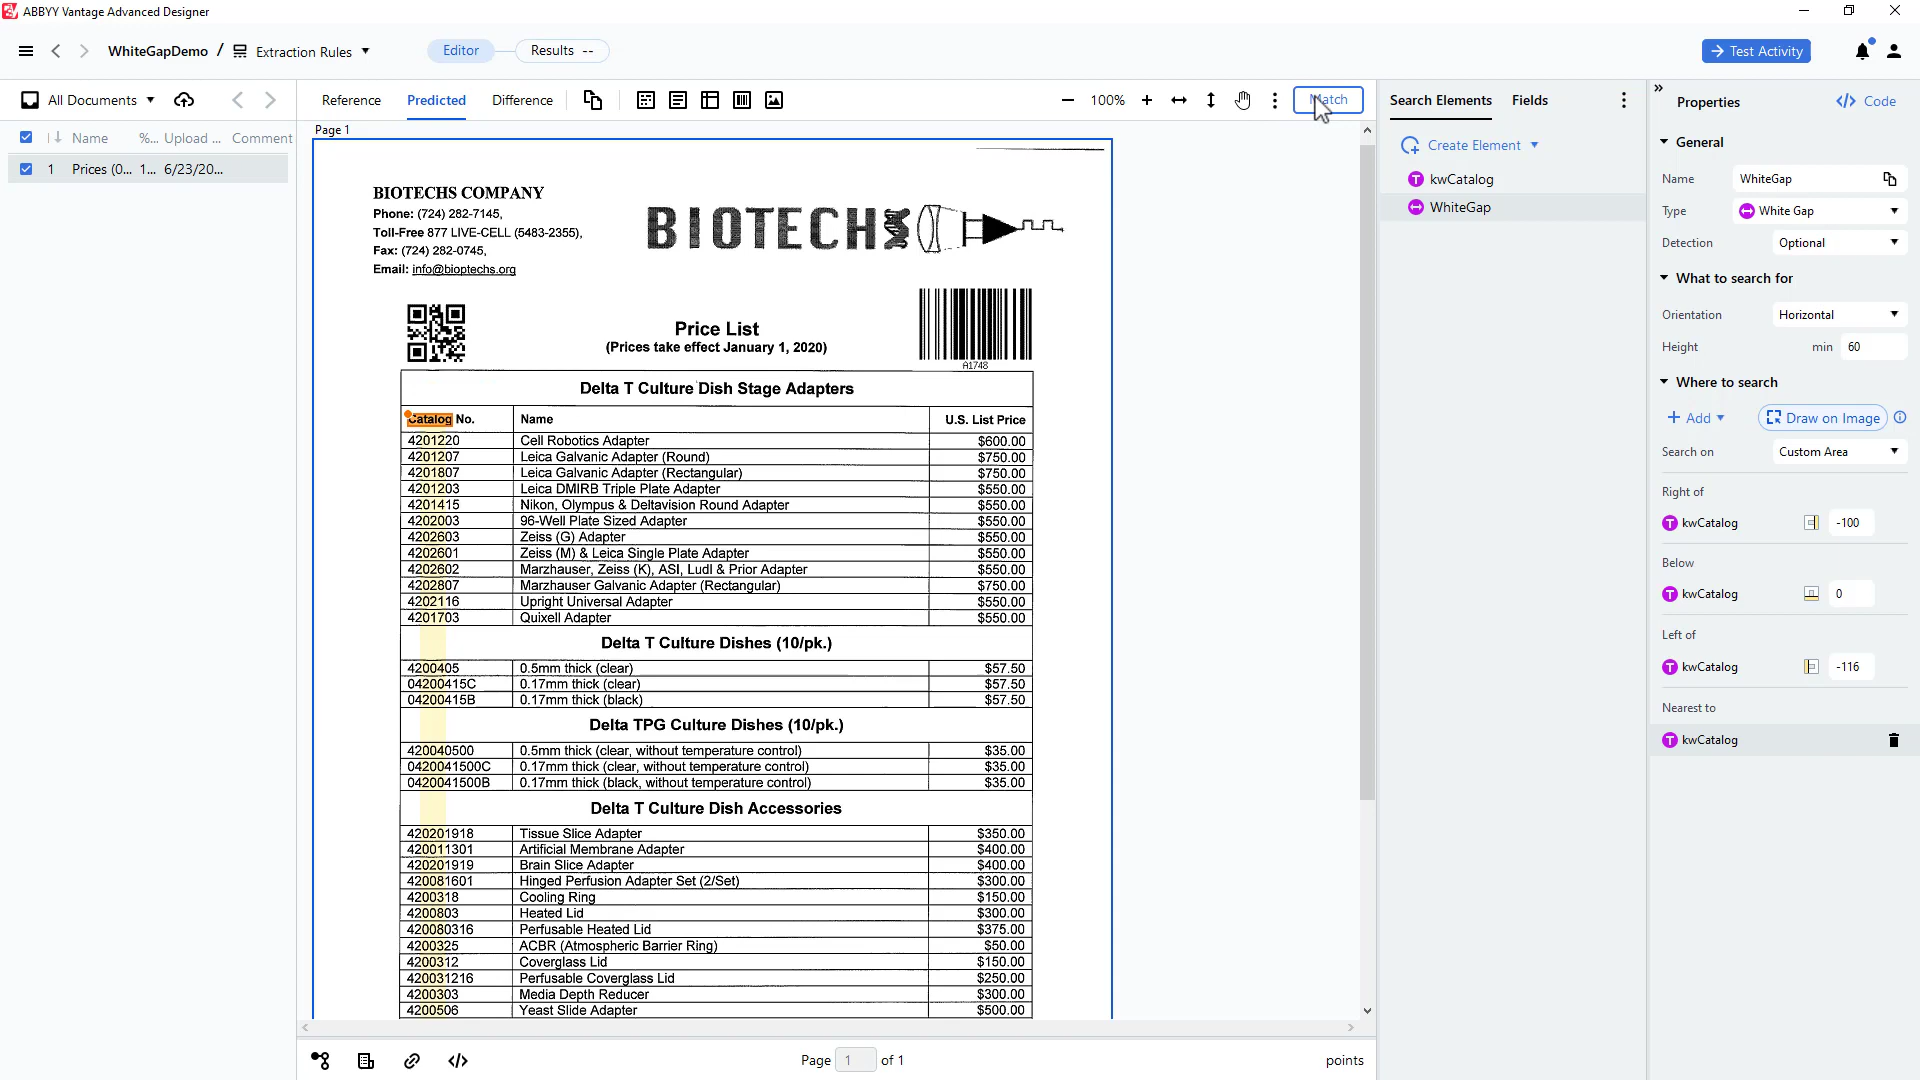 ABBYY Vantage Advanced Designer
WhiteGapDemo / Extraction Rules
Editor
Results --
Test Activity
All Documents
Reference
Predicted
Difference
100%
Match
Search Elements
Fields
Properties
Code
Name %... Upload ... Comment
1 Prices (0... 1... 6/23/20...
Page 1
BIOTECHS COMPANY
Phone: (724) 282-7145,
Toll-Free 877 LIVE-CELL (5483-2355),
Fax: (724) 282-0745,
Email: info@bioptechs.org
BIOTECHS
Price List
(Prices take effect January 1, 2020)
A1748
Delta T Culture Dish Stage Adapters
Catalog No. Name U.S. List Price
4201220 Cell Robotics Adapter $600.00
4201207 Leica Galvanic Adapter (Round) $750.00
4201807 Leica Galvanic Adapter (Rectangular) $750.00
4201203 Leica DMIRB Triple Plate Adapter $550.00
4201415 Nikon, Olympus & Deltavision Round Adapter $550.00
4202003 96-Well Plate Sized Adapter $550.00
4202603 Zeiss (G) Adapter $550.00
4202601 Zeiss (M) & Leica Single Plate Adapter $550.00
4202602 Marzhauser, Zeiss (K), ASI, Ludl & Prior Adapter $550.00
4202807 Marzhauser Galvanic Adapter (Rectangular) $750.00
4202116 Upright Universal Adapter $550.00
4201703 Quixell Adapter $550.00
Delta T Culture Dishes (10/pk.)
4200405 0.5mm thick (clear) $57.50
04200415C 0.17mm thick (clear) $57.50
04200415B 0.17mm thick (black) $57.50
Delta TPG Culture Dishes (10/pk.)
420040500 0.5mm thick (clear, without temperature control) $35.00
0420041500C 0.17mm thick (clear, without temperature control) $35.00
0420041500B 0.17mm thick (black, without temperature control) $35.00
Delta T Culture Dish Accessories
420201918 Tissue Slice Adapter $350.00
420011301 Artificial Membrane Adapter $400.00
420201919 Brain Slice Adapter $400.00
420081601 Hinged Perfusion Adapter Set (2/Set) $300.00
4200318 Cooling Ring $150.00
4200803 Heated Lid $300.00
420080316 Perfusable Heated Lid $375.00
4200325 ACBR (Atmospheric Barrier Ring) $50.00
4200312 Coverglass Lid $150.00
420031216 Perfusable Coverglass Lid $250.00
4200303 Media Depth Reducer $300.00
4200506 Yeast Slide Adapter $500.00
Page 1 of 1
points
Create Element
kwCatalog
WhiteGap
General
Name WhiteGap
Type White Gap
Detection Optional
What to search for
Orientation Horizontal
Height min 60
Where to search
Add
Draw on Image
Search on Custom Area
Right of
kwCatalog -100
Below
kwCatalog 0
Left of
kwCatalog -116
Nearest to
kwCatalog